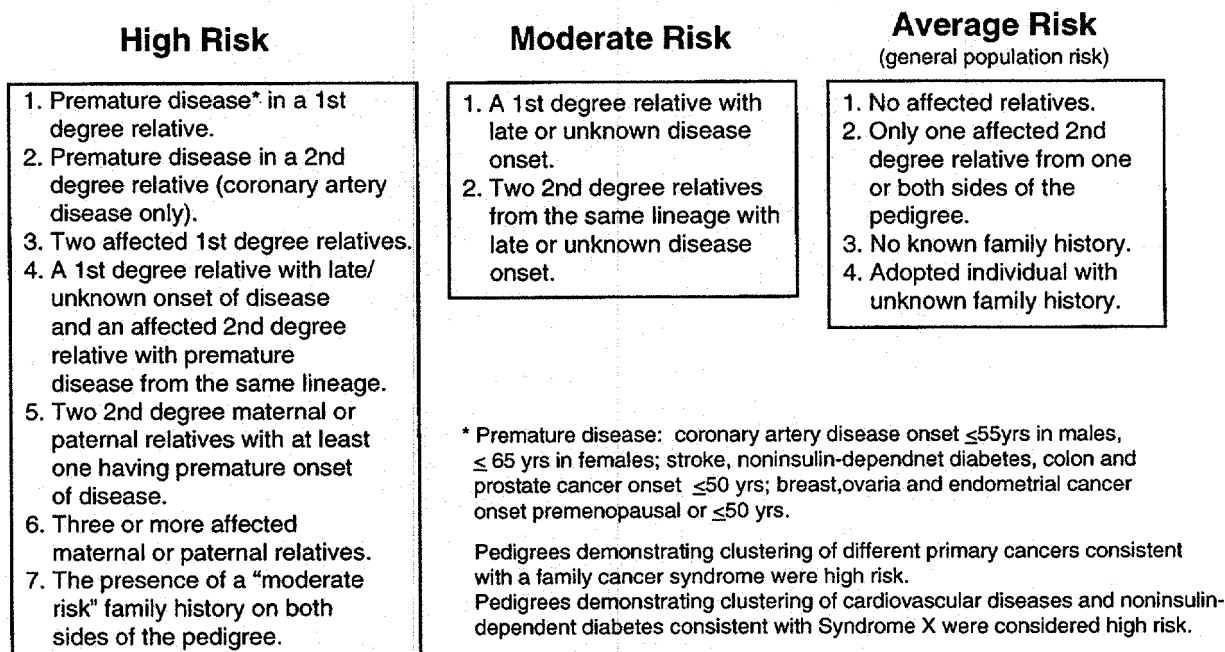 High Risk
1. Premature disease* in a 1st
degree relative.
2. Premature disease in a 2nd
degree relative (coronary artery
disease only).
3. Two affected 1st degree relatives.
4. A 1st degree relative with late/
unknown onset of disease
and an affected 2nd degree
relative with premature
disease from the same lineage.
5. Two 2nd degree maternal or
paternal relatives with at least
one having premature onset
of disease.
6. Three or more affected
maternal or paternal relatives.
7. The presence of a “moderate
risk” family history on both
sides of the pedigree.
Moderate Risk
1. A 1st degree relative with
late or unknown disease
onset.
2. Two 2nd degree relatives
from the same lineage with
late or unknown disease
onset.
Average Risk
(general population risk)
1. No affected relatives.
2. Only one affected 2nd
degree relative from one
or both sides of the
pedigree.
3. No known family history.
4. Adopted individual with
unknown family history.
* Premature disease: coronary artery disease onset ≤55yrs in males,
≤ 65 yrs in females; stroke, noninsulin-dependnet diabetes, colon and
prostate cancer onset ≤50 yrs; breast,ovaria and endometrial cancer
onset premenopausal or ≤50 yrs.
Pedigrees demonstrating clustering of different primary cancers consistent
with a family cancer syndrome were high risk.
Pedigrees demonstrating clustering of cardiovascular diseases and noninsulin-
dependent diabetes consistent with Syndrome X were considered high risk.